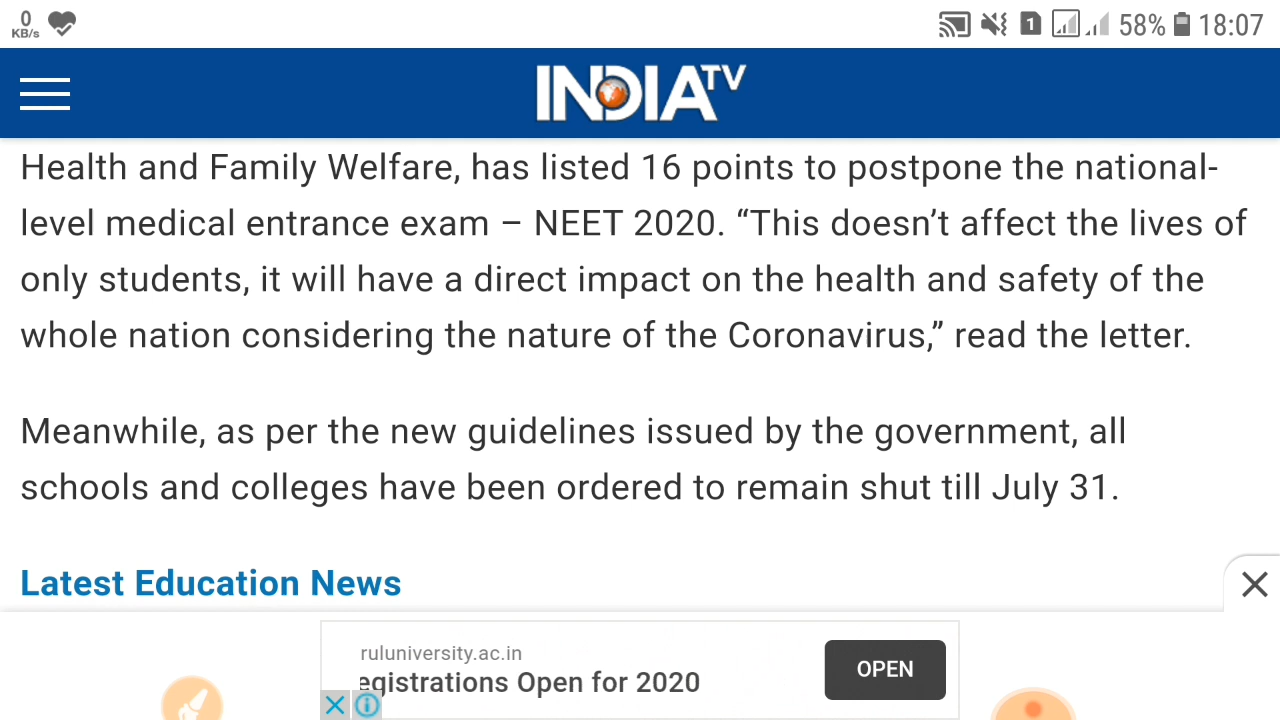 0
KB/s
1
58%
18:07
INDIA TV
Health and Family Welfare, has listed 16 points to postpone the national-
level medical entrance exam – NEET 2020. “This doesn’t affect the lives of
only students, it will have a direct impact on the health and safety of the
whole nation considering the nature of the Coronavirus,” read the letter.
Meanwhile, as per the new guidelines issued by the government, all
schools and colleges have been ordered to remain shut till July 31.
Latest Education News
ruluniversity.ac.in
egistrations Open for 2020
OPEN